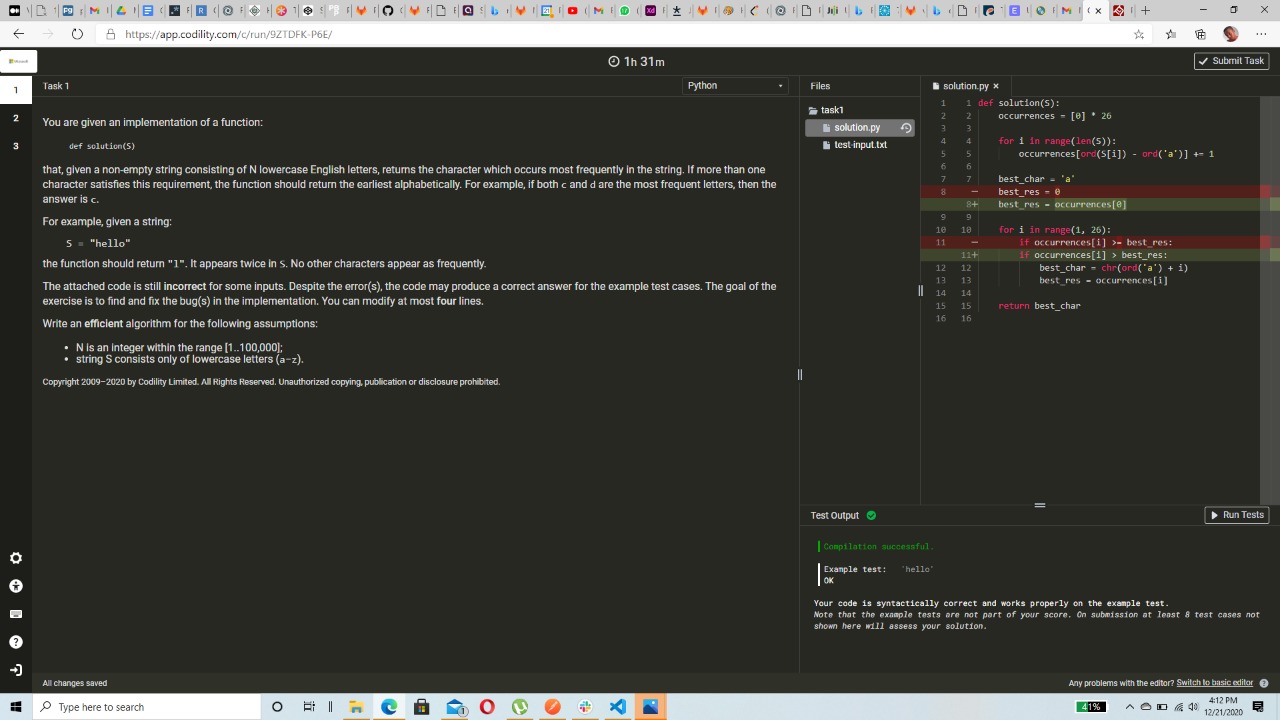 https://app.codility.com/c/run/9ZTDFK-P6E/
Microsoft
1h 31m
Submit Task
1
2
3
Task 1
Python
You are given an implementation of a function:
def solution(S)
that, given a non-empty string consisting of N lowercase English letters, returns the character which occurs most frequently in the string. If more than one
character satisfies this requirement, the function should return the earliest alphabetically. For example, if both c and d are the most frequent letters, then the
answer is c.
For example, given a string:
S = "hello"
the function should return "l". It appears twice in S. No other characters appear as frequently.
The attached code is still incorrect for some inputs. Despite the error(s), the code may produce a correct answer for the example test cases. The goal of the
exercise is to find and fix the bug(s) in the implementation. You can modify at most four lines.
Write an efficient algorithm for the following assumptions:
• N is an integer within the range [1..100,000];
• string S consists only of lowercase letters (a-z).
Copyright 2009–2020 by Codility Limited. All Rights Reserved. Unauthorized copying, publication or disclosure prohibited.
Files
task1
solution.py
test-input.txt
solution.py ×
1 1 def solution(S):
2 2 occurrences = [0] * 26
3 3
4 4 for i in range(len(S)):
5 5 occurrences[ord(S[i]) - ord('a')] += 1
6 6
7 7 best_char = 'a'
8 − best_res = 0
8+ best_res = occurrences[0]
9 9
10 10 for i in range(1, 26):
11 − if occurrences[i] >= best_res:
11+ if occurrences[i] > best_res:
12 12 best_char = chr(ord('a') + i)
13 13 best_res = occurrences[i]
14 14
15 15 return best_char
16 16
Test Output
Run Tests
Compilation successful.
Example test: 'hello'
OK
Your code is syntactically correct and works properly on the example test.
Note that the example tests are not part of your score. On submission at least 8 test cases not
shown here will assess your solution.
All changes saved
Any problems with the editor? Switch to basic editor
Type here to search
41%
4:12 PM
12/21/2020